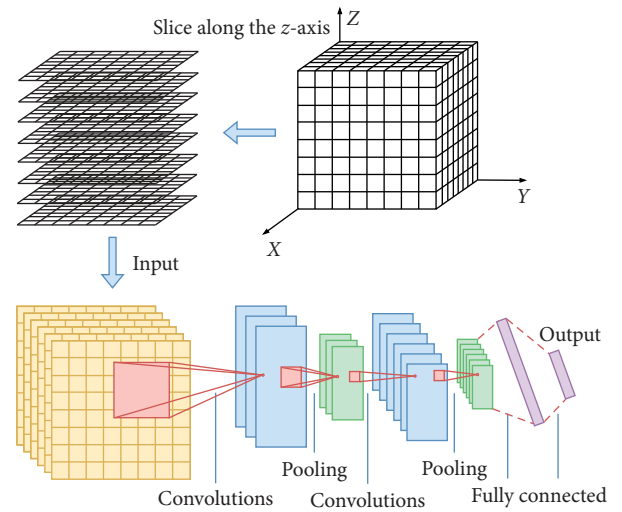 Slice along the z-axis
Z
Y
X
Input
Output
Pooling
Pooling
Convolutions
Convolutions
Fully connected